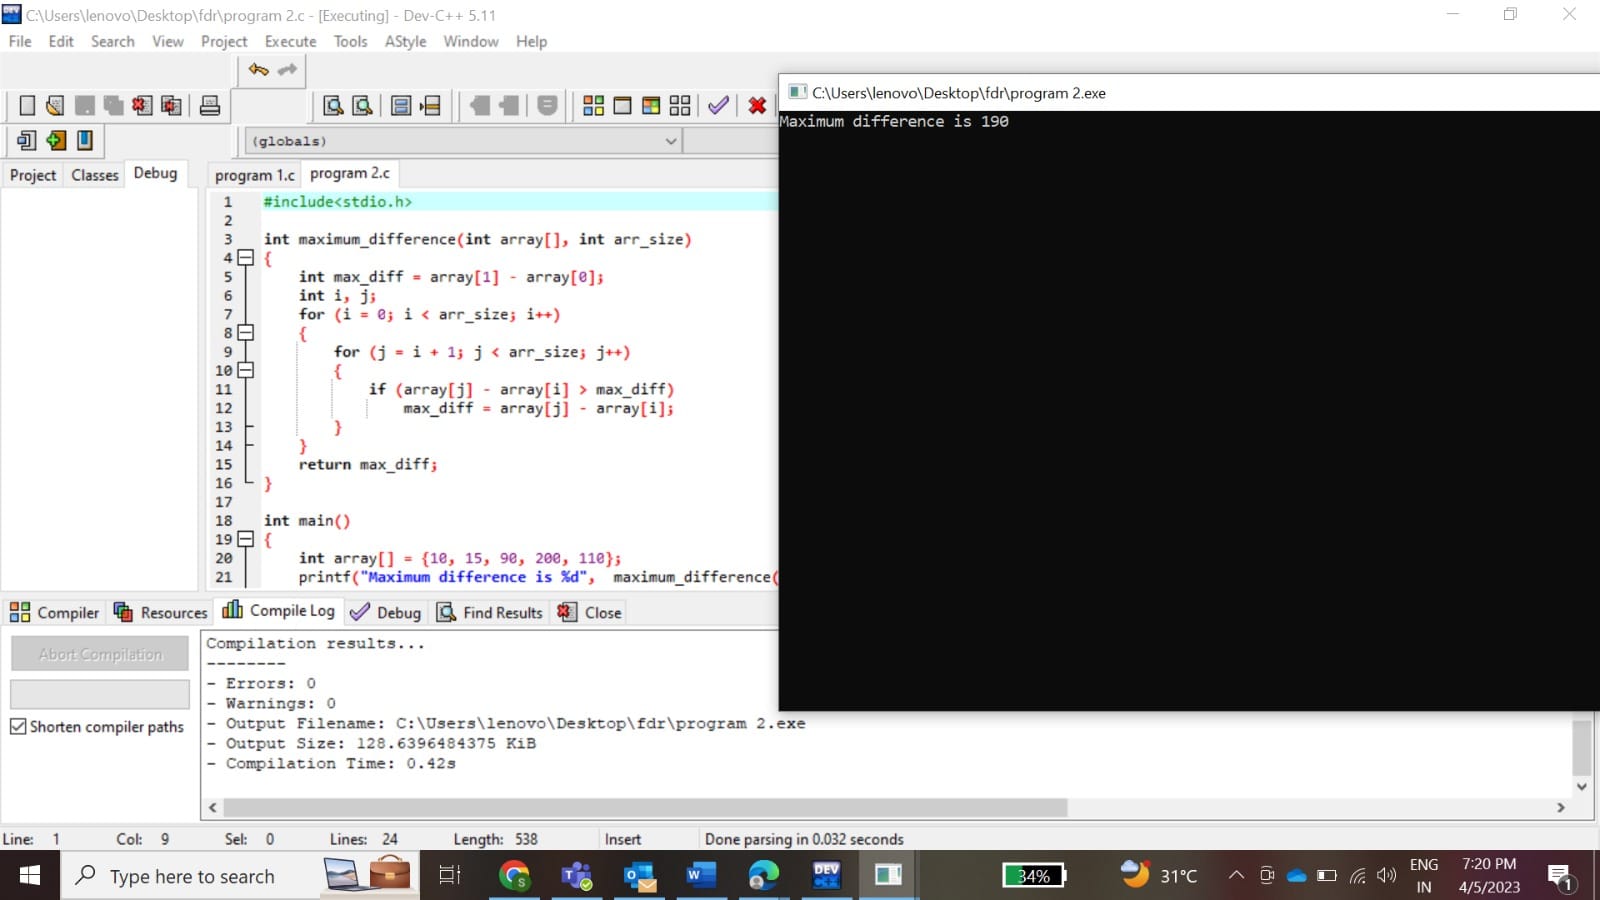 C:\Users\lenovo\Desktop\fdr\program 2.c - [Executing] - Dev-C++ 5.11
File Edit Search View Project Execute Tools AStyle Window Help
(globals)
Project Classes Debug
program 1.c program 2.c
1 #include<stdio.h>
2
3 int maximum_difference(int array[], int arr_size)
4 {
5 int max_diff = array[1] - array[0];
6 int i, j;
7 for (i = 0; i < arr_size; i++)
8 {
9 for (j = i + 1; j < arr_size; j++)
10 {
11 if (array[j] - array[i] > max_diff)
12 max_diff = array[j] - array[i];
13 }
14 }
15 return max_diff;
16 }
17
18 int main()
19 {
20 int array[] = {10, 15, 90, 200, 110};
21 printf("Maximum difference is %d", maximum_difference(
C:\Users\lenovo\Desktop\fdr\program 2.exe
Maximum difference is 190
Compiler Resources Compile Log Debug Find Results Close
Abort Compilation
Shorten compiler paths
Compilation results...
--------
- Errors: 0
- Warnings: 0
- Output Filename: C:\Users\lenovo\Desktop\fdr\program 2.exe
- Output Size: 128.6396484375 KiB
- Compilation Time: 0.42s
Line: 1 Col: 9 Sel: 0 Lines: 24 Length: 538 Insert Done parsing in 0.032 seconds
Type here to search
DEV
34%
31°C
ENG
IN
7:20 PM
4/5/2023
1